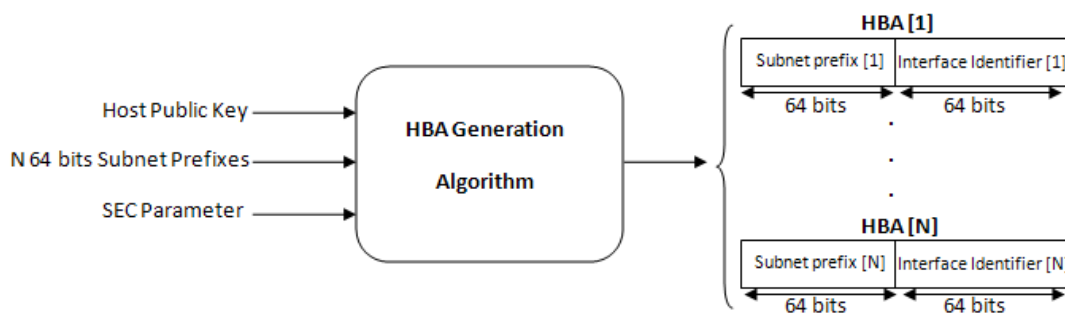 HBA [1]
Subnet prefix [1] Interface Identifier [1]
64 bits 64 bits
Host Public Key
N 64 bits Subnet Prefixes
SEC Parameter
HBA Generation
Algorithm
HBA [N]
Subnet prefix [N] Interface Identifier [N]
64 bits 64 bits